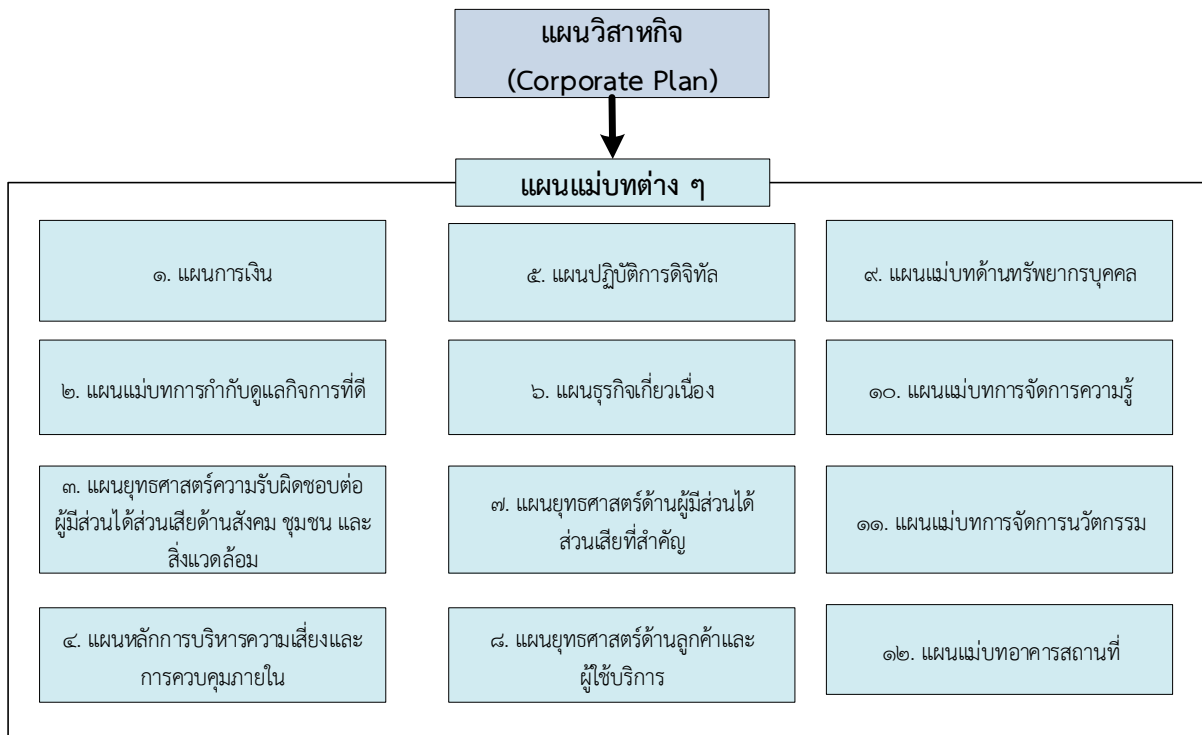 แผนวิสาหกิจ
(Corporate Plan)
แผนแม่บทต่าง ๆ
๑. แผนการเงิน
๒. แผนแม่บทการกำกับดูแลกิจการที่ดี
๓. แผนยุทธศาสตร์ความรับผิดชอบต่อ
ผู้มีส่วนได้ส่วนเสียด้านสังคม ชุมชน และ
สิ่งแวดล้อม
๔. แผนหลักการบริหารความเสี่ยงและ
การควบคุมภายใน
๕. แผนปฏิบัติการดิจิทัล
๖. แผนธุรกิจเกี่ยวเนื่อง
๗. แผนยุทธศาสตร์ด้านผู้มีส่วนได้
ส่วนเสียที่สำคัญ
๘. แผนยุทธศาสตร์ด้านลูกค้าและ
ผู้ใช้บริการ
๙. แผนแม่บทด้านทรัพยากรบุคคล
๑๐. แผนแม่บทการจัดการความรู้
๑๑. แผนแม่บทการจัดการนวัตกรรม
๑๒. แผนแม่บทอาคารสถานที่